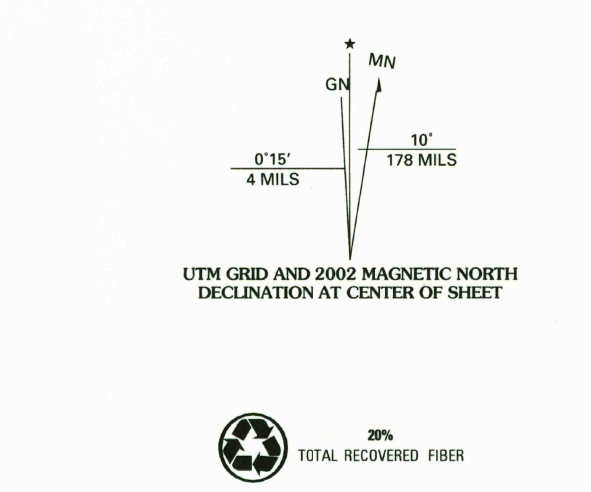 ★
MN
GN
10°
178 MILS
0°15′
4 MILS
UTM GRID AND 2002 MAGNETIC NORTH
DECLINATION AT CENTER OF SHEET
20%
TOTAL RECOVERED FIBER